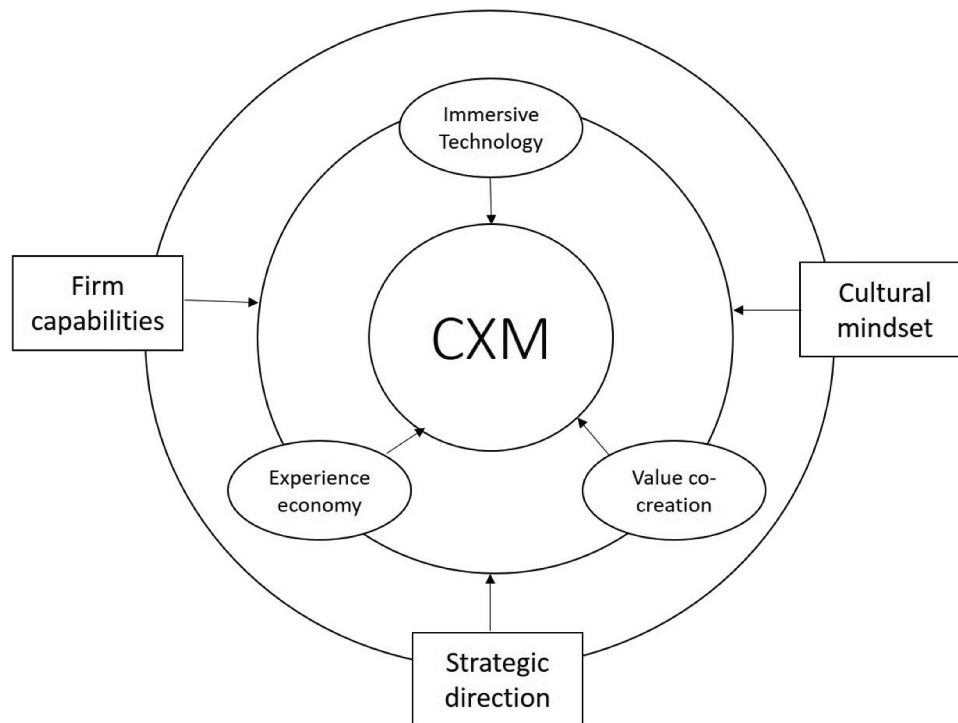 Immersive
Technology
Firm
capabilities
Cultural
mindset
CXM
Experience
economy
Value co-
creation
Strategic
direction